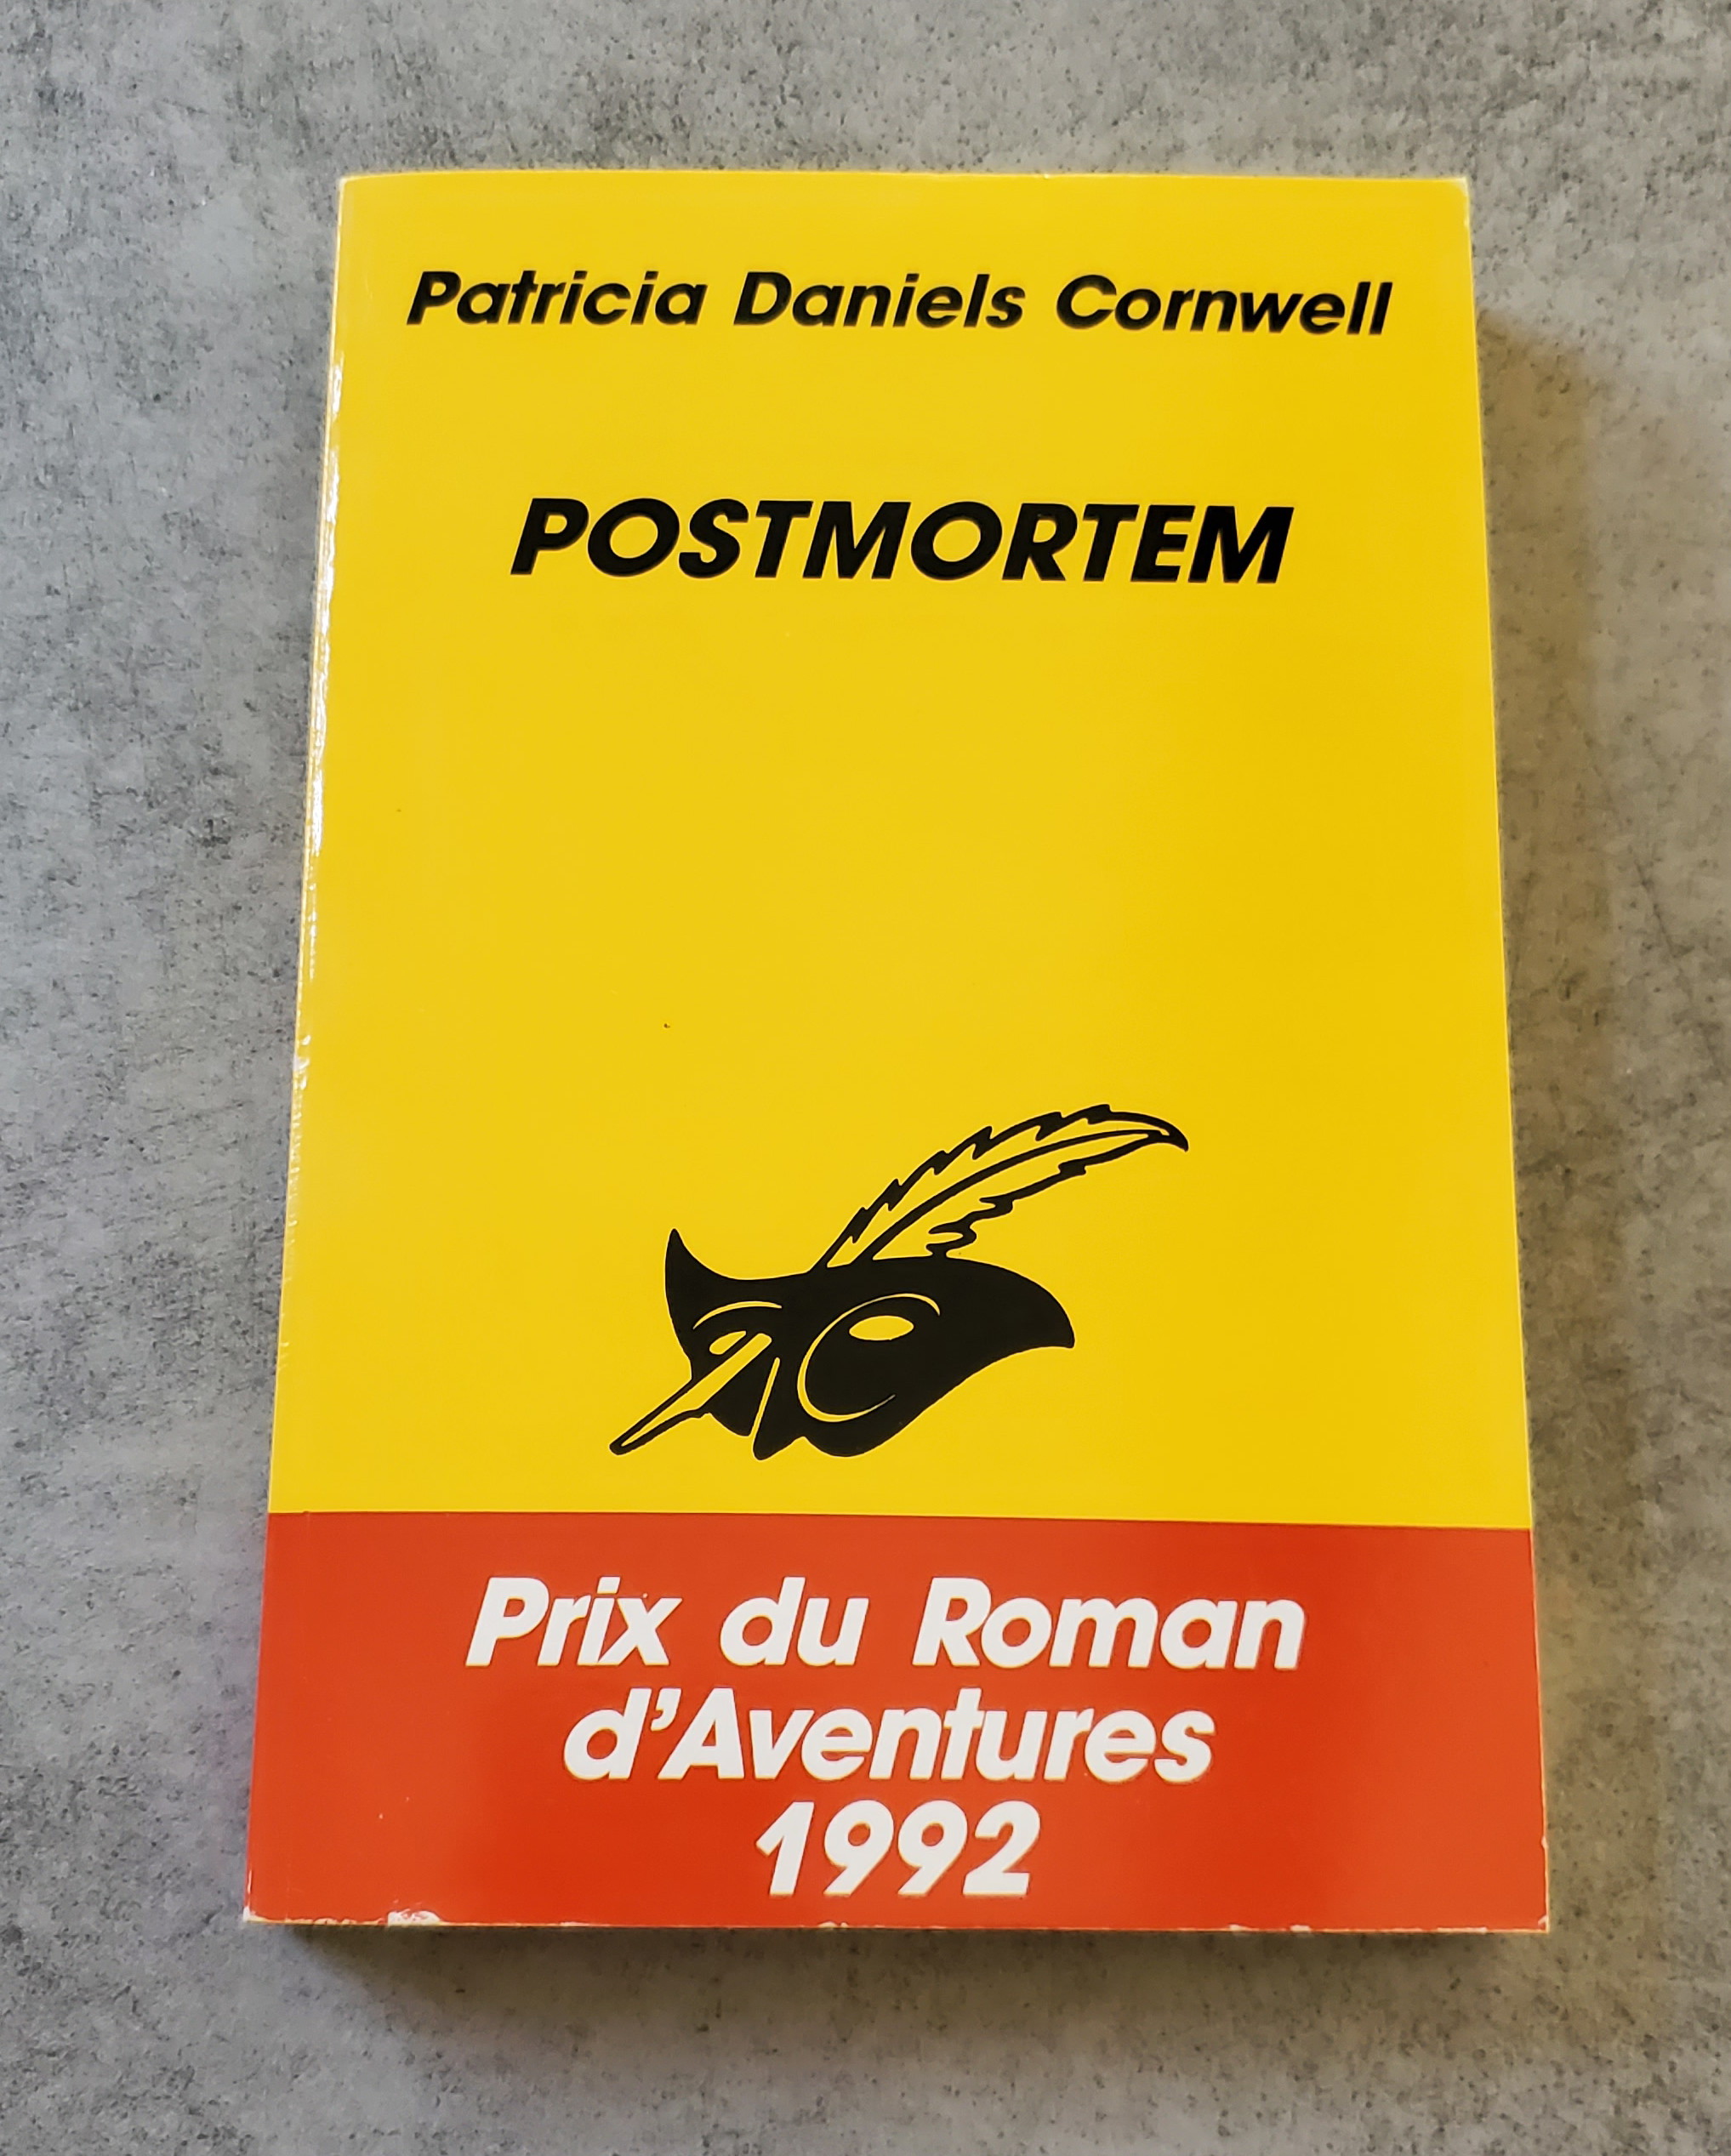 Patricia Daniels Cornwell
POSTMORTEM
Prix du Roman
d'Aventures
1992